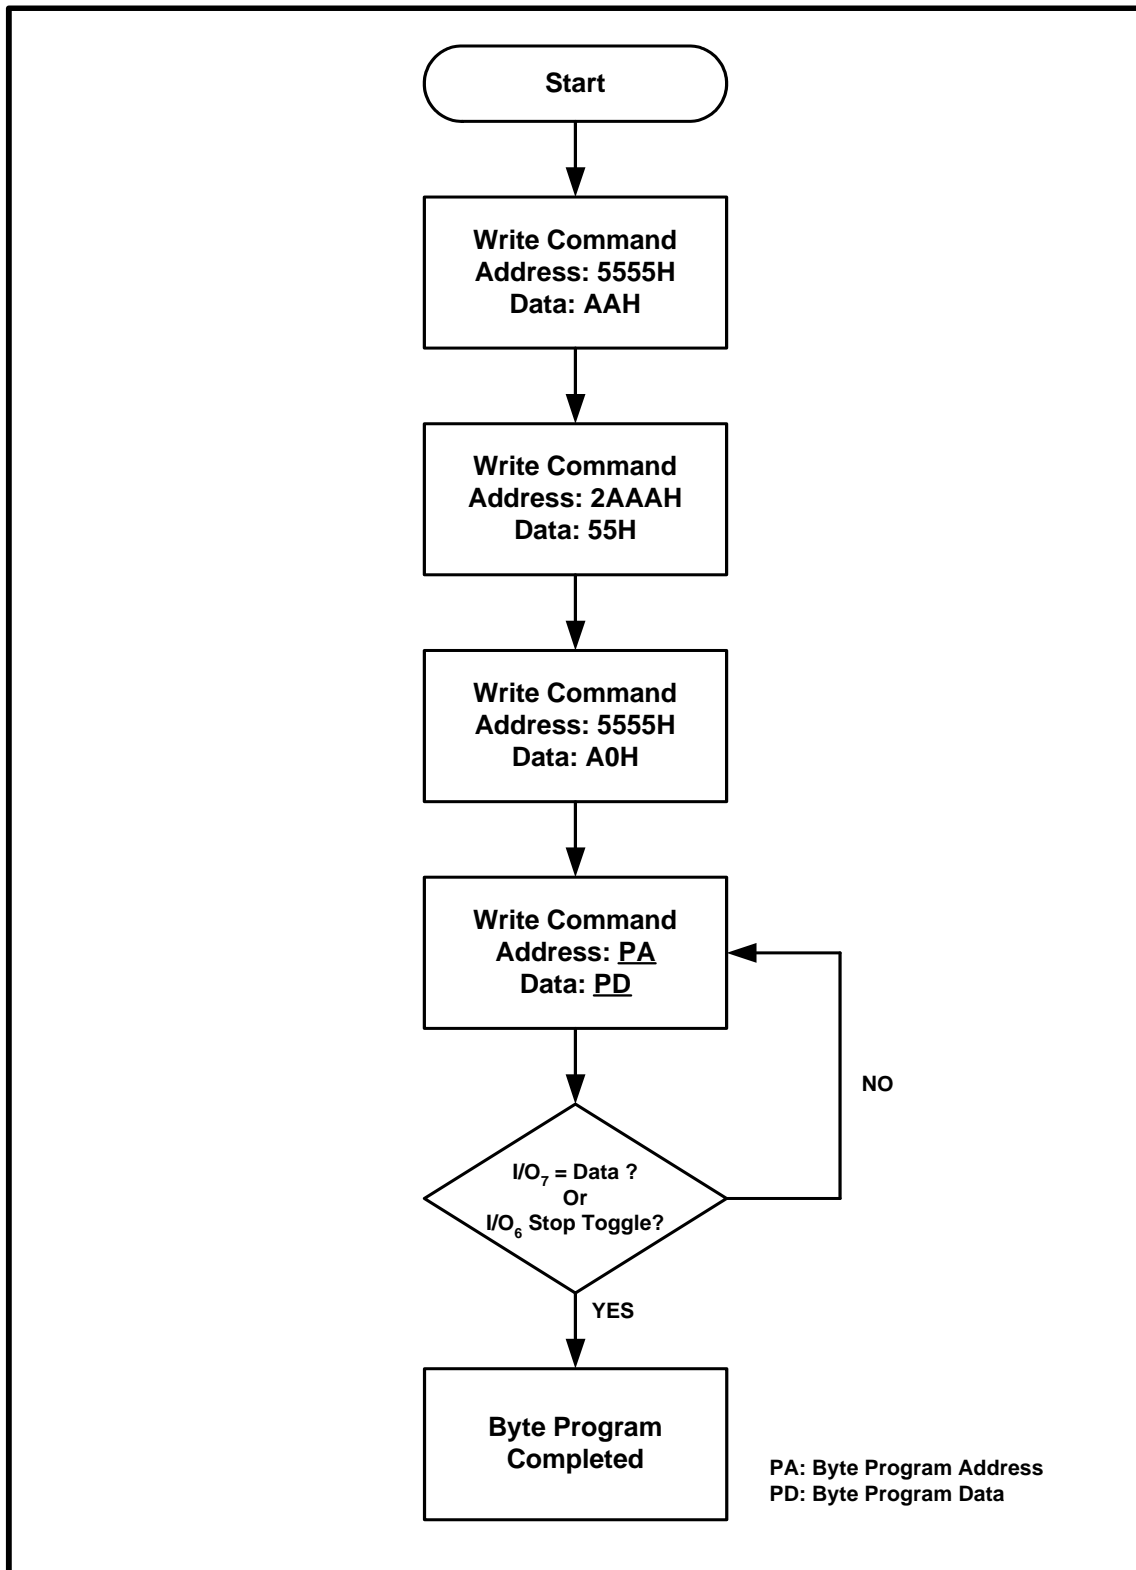 Start
Write Command
Address: 5555H
Data: AAH
Write Command
Address: 2AAAH
Data: 55H
Write Command
Address: 5555H
Data: A0H
Write Command
Address: PA
Data: PD
NO
I/O7 = Data ?
Or
I/O6 Stop Toggle?
YES
Byte Program
Completed
PA: Byte Program Address
PD: Byte Program Data